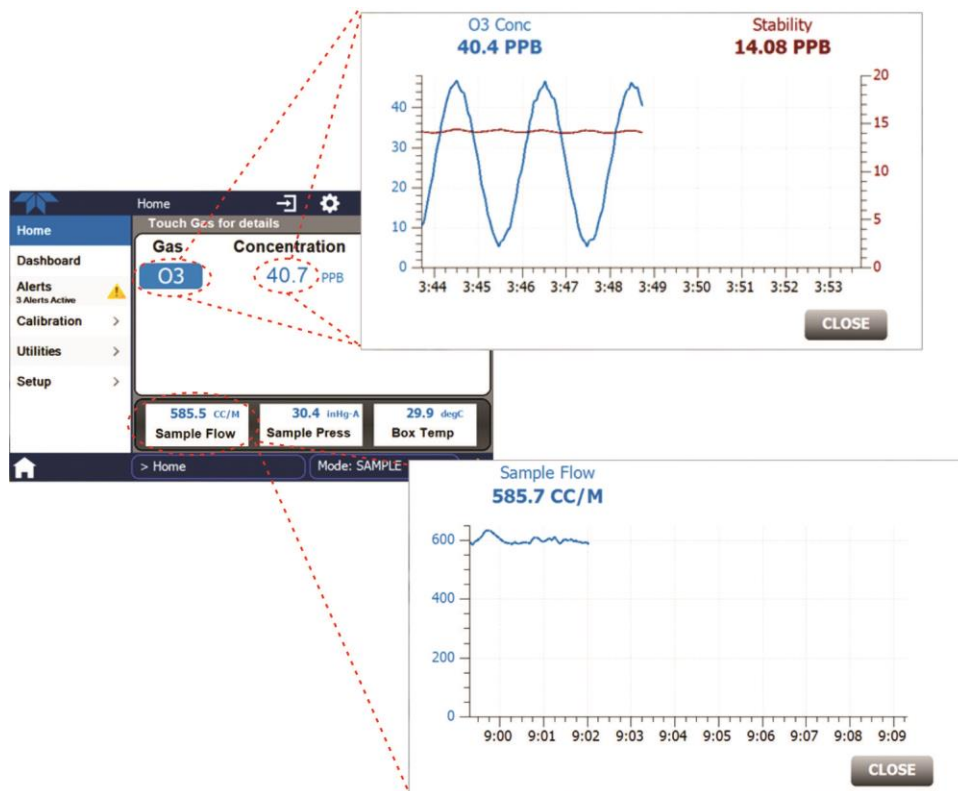 O3 Conc
40.4 PPB
Stability
14.08 PPB
40
30
20
10
0
20
15
10
5
0
3:44 3:45 3:46 3:47 3:48 3:49 3:50 3:51 3:52 3:53
CLOSE
Home
Home
Dashboard
Alerts
3 Alerts Active
Calibration >
Utilities >
Setup >
Touch Gas for details
Gas Concentration
O3 40.7 PPB
585.5 CC/M
Sample Flow
30.4 inHg-A
Sample Press
29.9 degC
Box Temp
> Home
Mode: SAMPLE
Sample Flow
585.7 CC/M
600
400
200
0
9:00 9:01 9:02 9:03 9:04 9:05 9:06 9:07 9:08 9:09
CLOSE